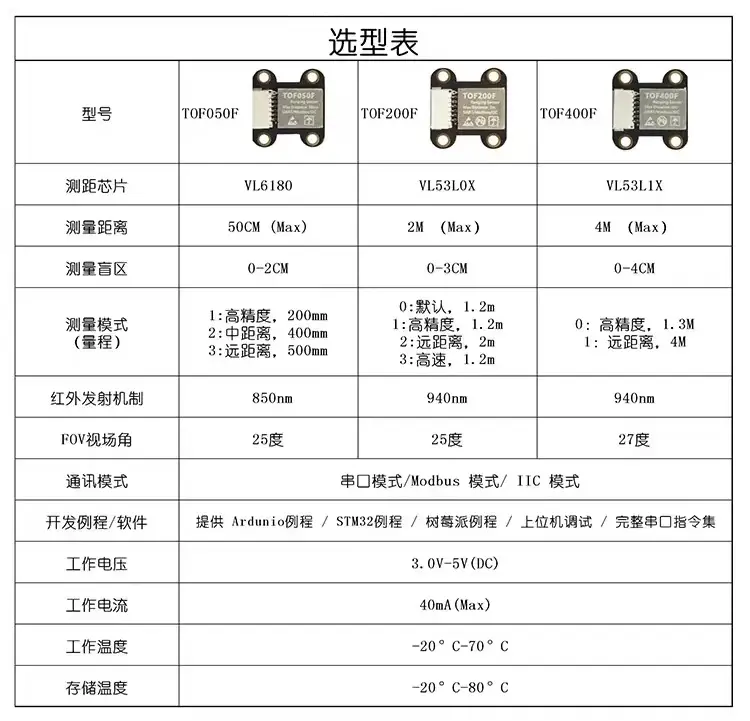 选型表
型号
TOF050F
TOF050F
Ranging Sensor
TOF200F
TOF200F
Ranging Sensor
TOF400F
TOF400F
Ranging Sensor
测距芯片 VL6180 VL53L0X VL53L1X
测量距离 50CM (Max) 2M (Max) 4M (Max)
测量盲区 0-2CM 0-3CM 0-4CM
测量模式
(量程)
1:高精度, 200mm
2:中距离, 400mm
3:远距离, 500mm
0:默认, 1.2m
1:高精度, 1.2m
2:远距离, 2m
3:高速, 1.2m
0: 高精度, 1.3M
1: 远距离, 4M
红外发射机制 850nm 940nm 940nm
FOV视场角 25度 25度 27度
通讯模式 串口模式/Modbus 模式/ IIC 模式
开发例程/软件 提供 Ardunio例程 / STM32例程 / 树莓派例程 / 上位机调试 / 完整串口指令集
工作电压 3.0V-5V(DC)
工作电流 40mA(Max)
工作温度 -20° C-70° C
存储温度 -20° C-80° C